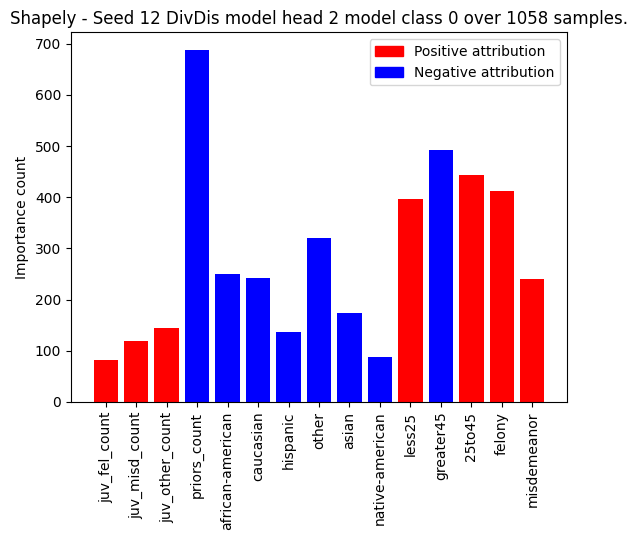 Shapely - Seed 12 DivDis model head 2 model class 0 over 1058 samples.
Positive attribution
Negative attribution
Importance count
700
600
500
400
300
200
100
0
juv_fel_count
juv_misd_count
juv_other_count
priors_count
african-american
caucasian
hispanic
other
asian
native-american
less25
greater45
25to45
felony
misdemeanor